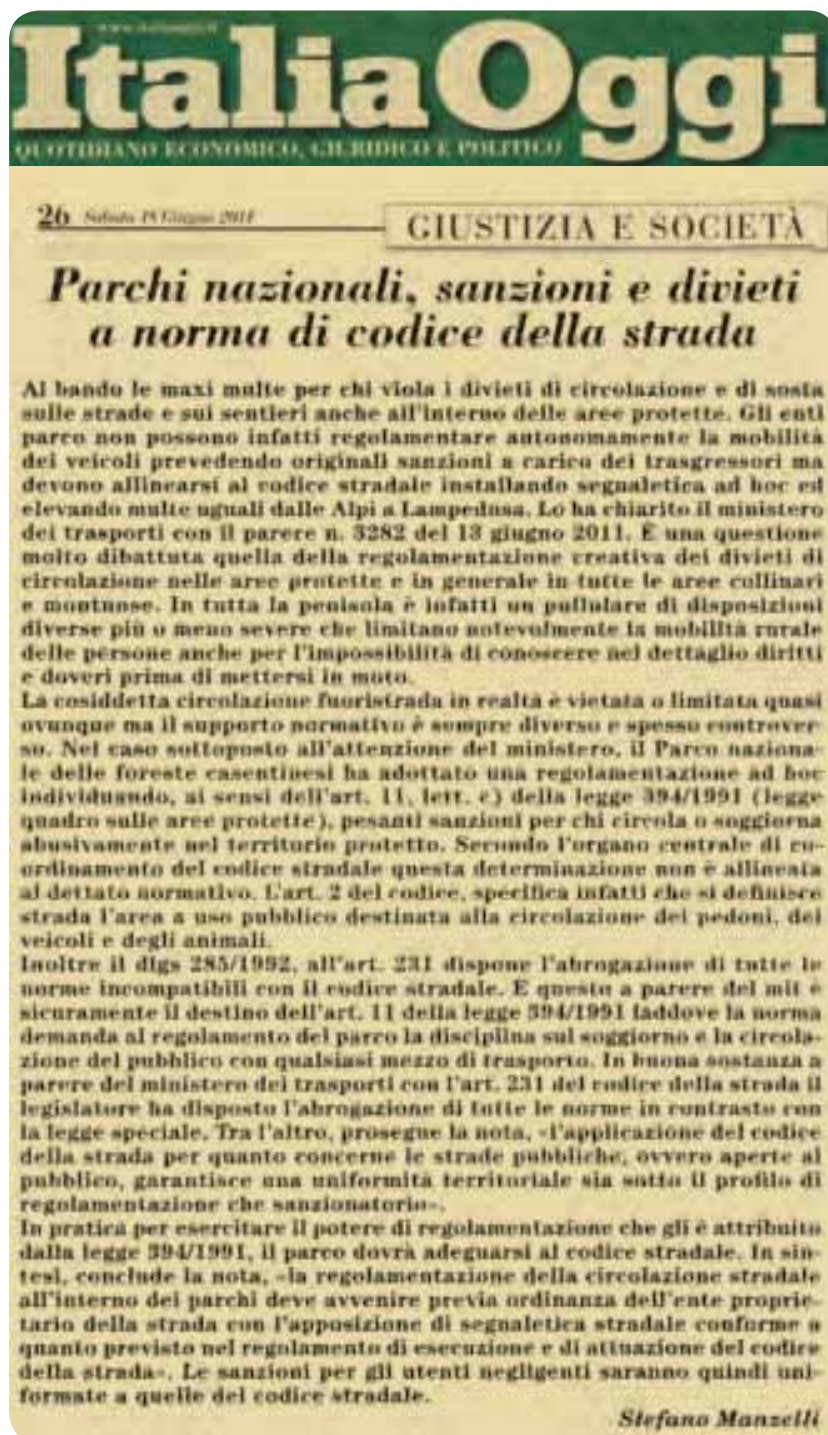 www.italiaoggi.it
ItaliaOggi
QUOTIDIANO ECONOMICO, GIURIDICO E POLITICO
26 Sabato 18 Giugno 2011
GIUSTIZIA E SOCIETÀ
Parchi nazionali, sanzioni e divieti
a norma di codice della strada
Al bando le maxi multe per chi viola i divieti di circolazione e di sosta
sulle strade e sui sentieri anche all'interno delle aree protette. Gli enti
parco non possono infatti regolamentare autonomamente la mobilità
dei veicoli prevedendo originali sanzioni a carico dei trasgressori ma
devono allinearsi al codice stradale installando segnaletica ad hoc ed
elevando multe uguali dalle Alpi a Lampedusa. Lo ha chiarito il ministero
dei trasporti con il parere n. 3282 del 13 giugno 2011. È una questione
molto dibattuta quella della regolamentazione creativa dei divieti di
circolazione nelle aree protette e in generale in tutte le aree collinari
e montuose. In tutta la penisola è infatti un pullulare di disposizioni
diverse più o meno severe che limitano notevolmente la mobilità rurale
delle persone anche per l'impossibilità di conoscere nel dettaglio diritti
e doveri prima di mettersi in moto.
La cosiddetta circolazione fuoristrada in realtà è vietata o limitata quasi
ovunque ma il supporto normativo è sempre diverso e spesso controver-
so. Nel caso sottoposto all'attenzione del ministero, il Parco naziona-
le delle foreste casentinesi ha adottato una regolamentazione ad hoc
individuando, ai sensi dell'art. 11, lett. c) della legge 394/1991 (legge
quadro sulle aree protette), pesanti sanzioni per chi circola o soggiorna
abusivamente nel territorio protetto. Secondo l'organo centrale di co-
ordinamento del codice stradale questa determinazione non è allineata
al dettato normativo. L'art. 2 del codice, specifica infatti che si definisce
strada l'area a uso pubblico destinata alla circolazione dei pedoni, dei
veicoli e degli animali.
Inoltre il dlgs 285/1992, all'art. 231 dispone l'abrogazione di tutte le
norme incompatibili con il codice stradale. E questo a parere del mit è
sicuramente il destino dell'art. 11 della legge 394/1991 laddove la norma
demanda al regolamento del parco la disciplina sul soggiorno e la circola-
zione del pubblico con qualsiasi mezzo di trasporto. In buona sostanza a
parere del ministero dei trasporti con l'art. 231 del codice della strada il
legislatore ha disposto l'abrogazione di tutte le norme in contrasto con
la legge speciale. Tra l'altro, prosegue la nota, «l'applicazione del codice
della strada per quanto concerne le strade pubbliche, ovvero aperte al
pubblico, garantisce una uniformità territoriale sia sotto il profilo di
regolamentazione che sanzionatorio».
In pratica per esercitare il potere di regolamentazione che gli è attribuito
dalla legge 394/1991, il parco dovrà adeguarsi al codice stradale. In sin-
tesi, conclude la nota, «la regolamentazione della circolazione stradale
all'interno dei parchi deve avvenire previa ordinanza dell'ente proprie-
tario della strada con l'apposizione di segnaletica stradale conforme a
quanto previsto nel regolamento di esecuzione e di attuazione del codice
della strada». Le sanzioni per gli utenti negligenti saranno quindi uni-
formate a quelle del codice stradale.
Stefano Manzelli